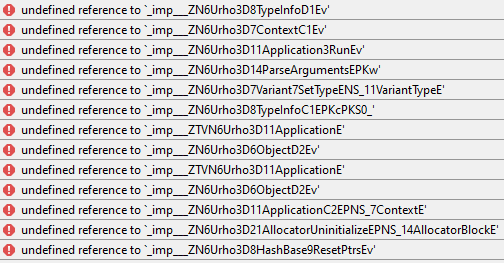 undefined reference to `_imp___ZN6Urho3D8TypeInfoD1Ev'
undefined reference to `_imp___ZN6Urho3D7ContextC1Ev'
undefined reference to `_imp___ZN6Urho3D11Application3RunEv'
undefined reference to `_imp___ZN6Urho3D14ParseArgumentsEPKw'
undefined reference to `_imp___ZN6Urho3D7Variant7SetTypeENS_11VariantTypeE'
undefined reference to `_imp___ZN6Urho3D8TypeInfoC1EPKcPKS0_'
undefined reference to `_imp___ZTVN6Urho3D11ApplicationE'
undefined reference to `_imp___ZN6Urho3D6ObjectD2Ev'
undefined reference to `_imp___ZTVN6Urho3D11ApplicationE'
undefined reference to `_imp___ZN6Urho3D6ObjectD2Ev'
undefined reference to `_imp___ZN6Urho3D11ApplicationC2EPNS_7ContextE'
undefined reference to `_imp___ZN6Urho3D21AllocatorUninitializeEPNS_14AllocatorBlockE'
undefined reference to `_imp___ZN6Urho3D8HashBase9ResetPtrsEv'